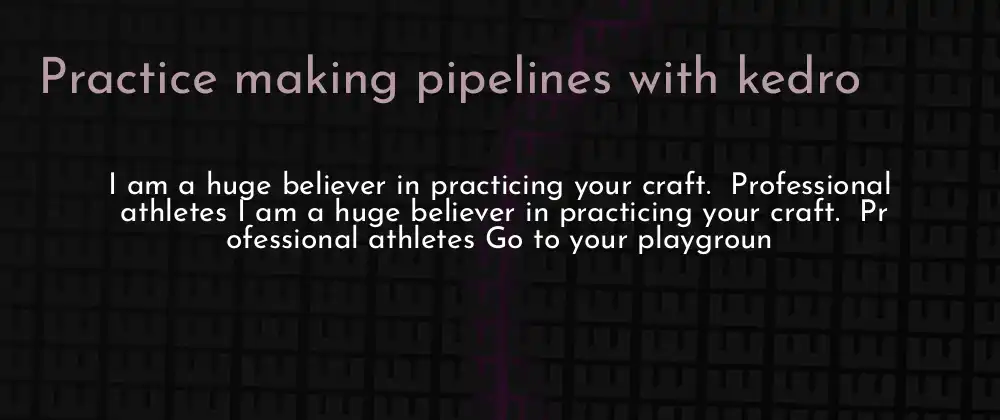 Practice making pipelines with kedro
I am a huge believer in practicing your craft.  Professional
athletes I am a huge believer in practicing your craft.  Pr
ofessional athletes Go to your playgroun